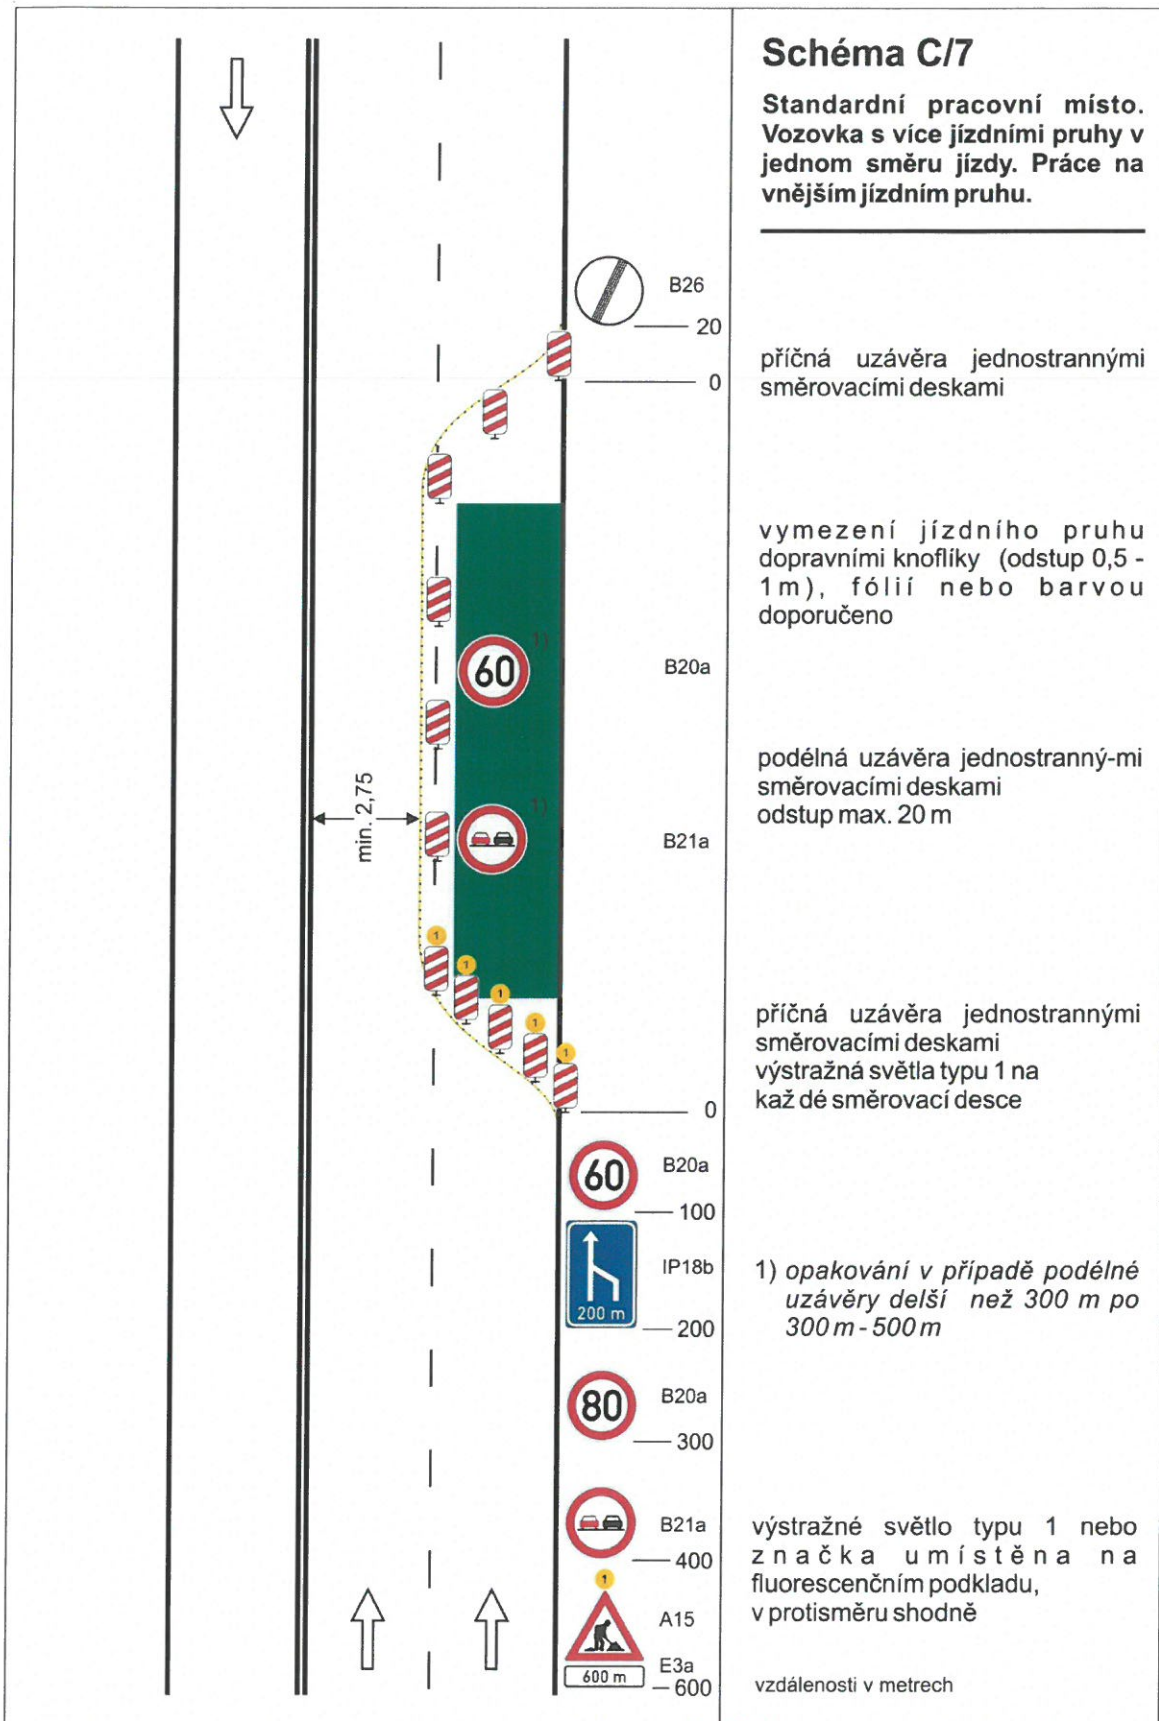 Schéma C/7
Standardní pracovní místo.
Vozovka s více jízdními pruhy v
jednom směru jízdy. Práce na
vnějším jízdním pruhu.
B26
20
příčná uzávěra jednostrannými
směrovacími deskami
0
vymezení jízdního pruhu
dopravními knoflíky (odstup 0,5 -
1m), fólií nebo barvou
doporučeno
1)
60
B20a
podélná uzávěra jednostranný-mi
směrovacími deskami
odstup max. 20 m
min. 2,75
1)
B21a
1
1
1
1
1
příčná uzávěra jednostrannými
směrovacími deskami
výstražná světla typu 1 na
kaž dé směrovací desce
0
60
B20a
100
IP18b
200 m
200
1) opakování v případě podélné
uzávěry delší než 300 m po
300 m - 500 m
80
B20a
300
B21a
400
výstražné světlo typu 1 nebo
značka umístěna na
fluorescenčním podkladu,
v protisměru shodně
1
A15
E3a
600 m
600
vzdálenosti v metrech